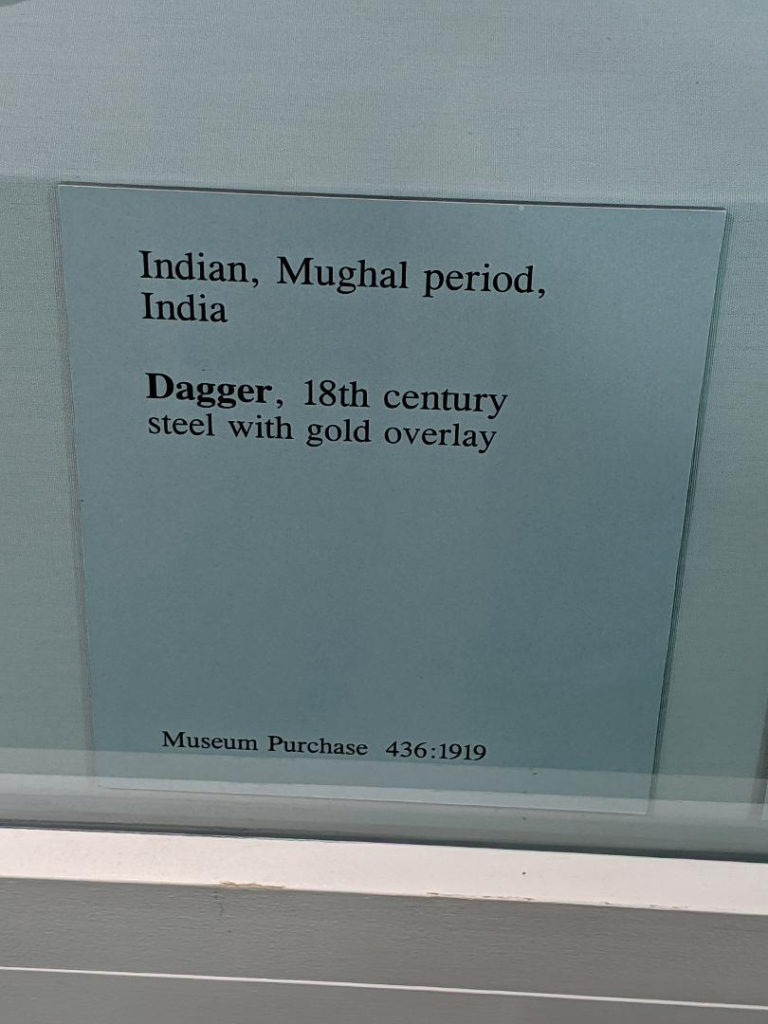 Indian, Mughal period,
India
Dagger, 18th century
steel with gold overlay
Museum Purchase 436:1919